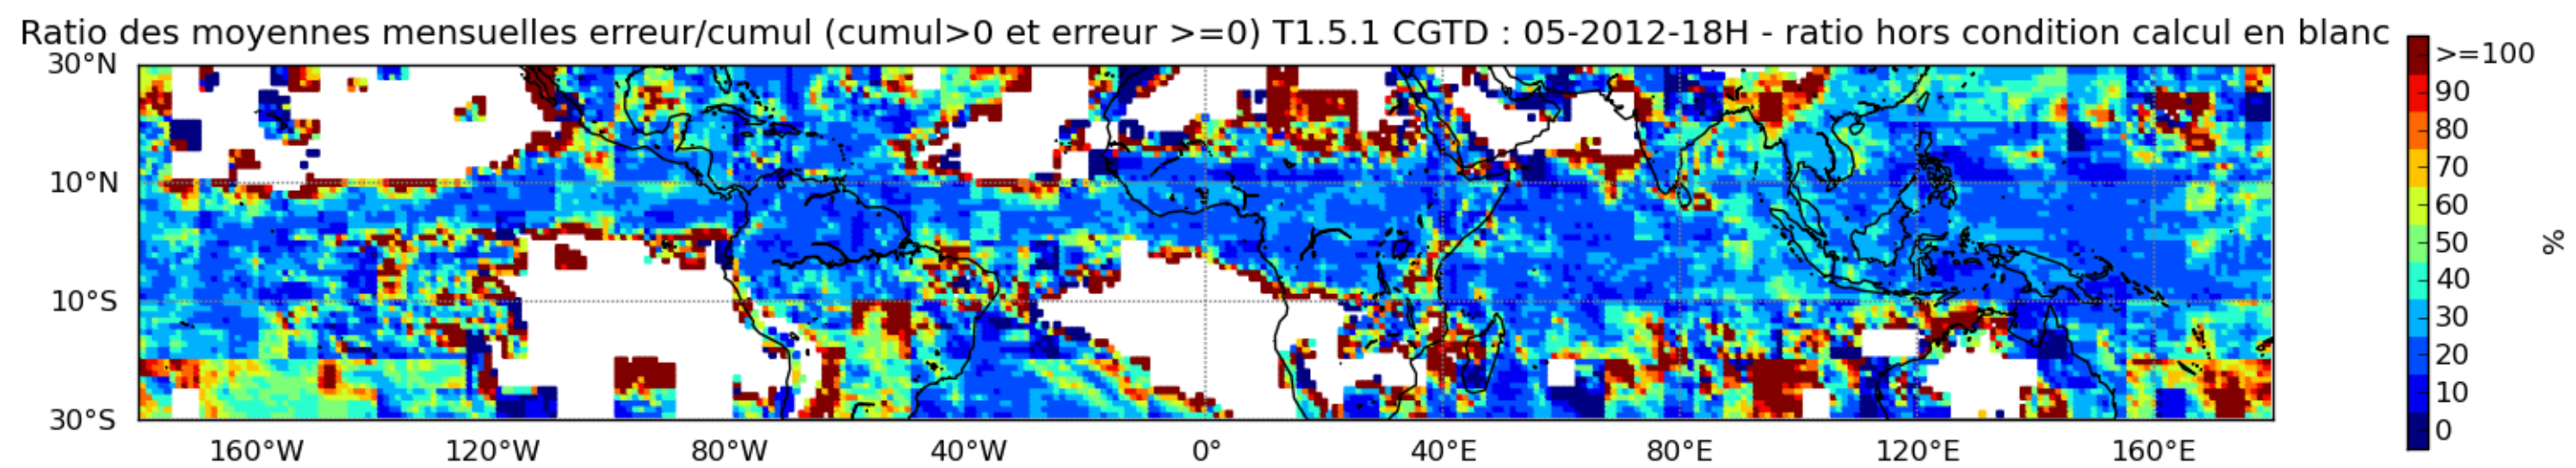 Ratio des moyennes mensuelles erreur/cumul (cumul>0 et erreur >=0) T1.5.1 CGTD : 05-2012-18H - ratio hors condition calcul en blanc
30°N
10°N
10°S
30°S
160°W 120°W 80°W 40°W 0° 40°E 80°E 120°E 160°E
>=100
90
80
70
60
50
40
30
20
10
0
%